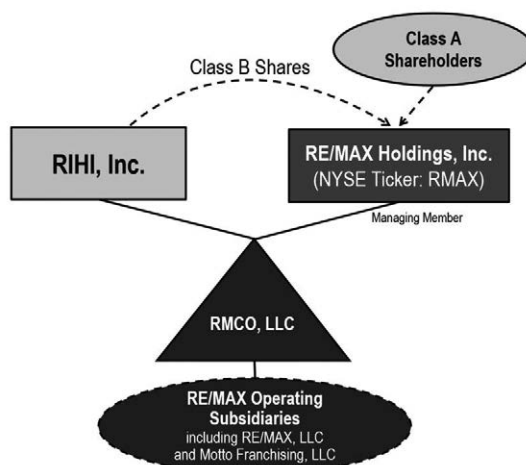 Class A
Shareholders
Class B Shares
RIHI, Inc.
RE/MAX Holdings, Inc.
(NYSE Ticker: RMAX)
Managing Member
RMCO, LLC
RE/MAX Operating
Subsidiaries
including RE/MAX, LLC
and Motto Franchising, LLC